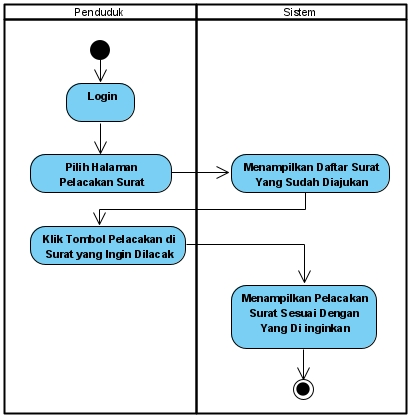 Penduduk
Sistem
Login
Pilih Halaman
Pelacakan Surat
Menampilkan Daftar Surat
Yang Sudah Diajukan
Klik Tombol Pelacakan di
Surat yang Ingin Dilacak
Menampilkan Pelacakan
Surat Sesuai Dengan
Yang Di inginkan